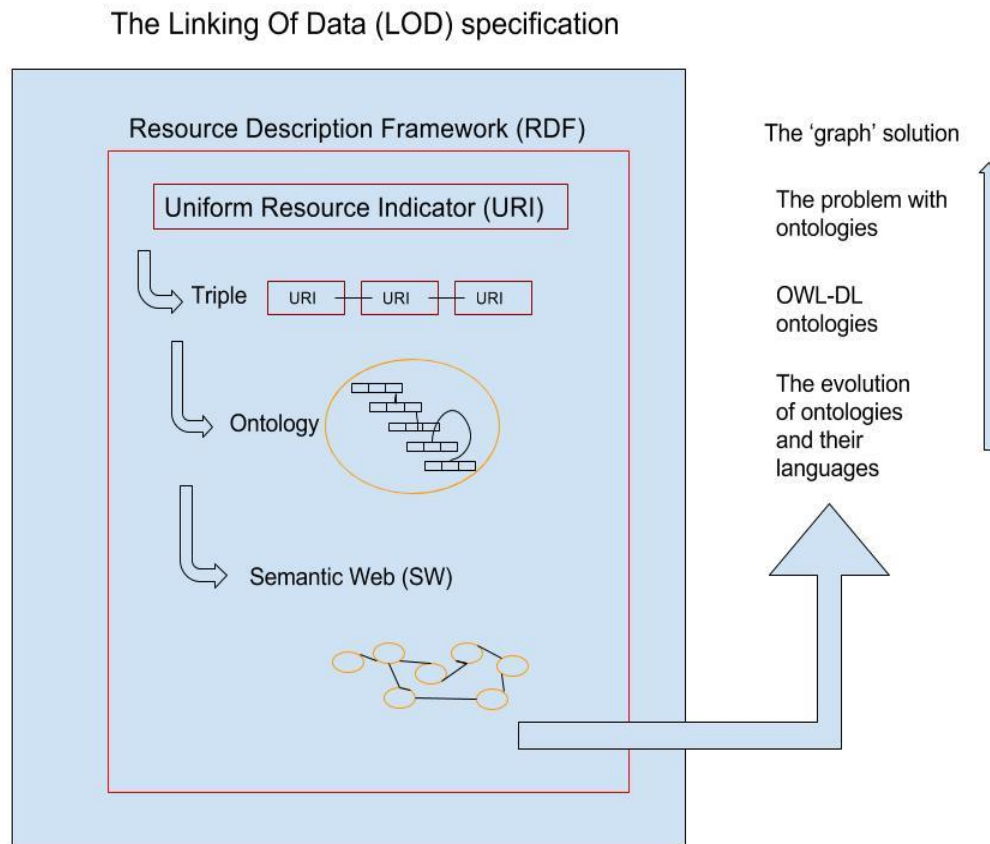 The Linking Of Data (LOD) specification
Resource Description Framework (RDF)
Uniform Resource Indicator (URI)
Triple
URI
URI
URI
Ontology
Semantic Web (SW)
The ‘graph’ solution
The problem with
ontologies
OWL-DL
ontologies
The evolution
of ontologies
and their
languages